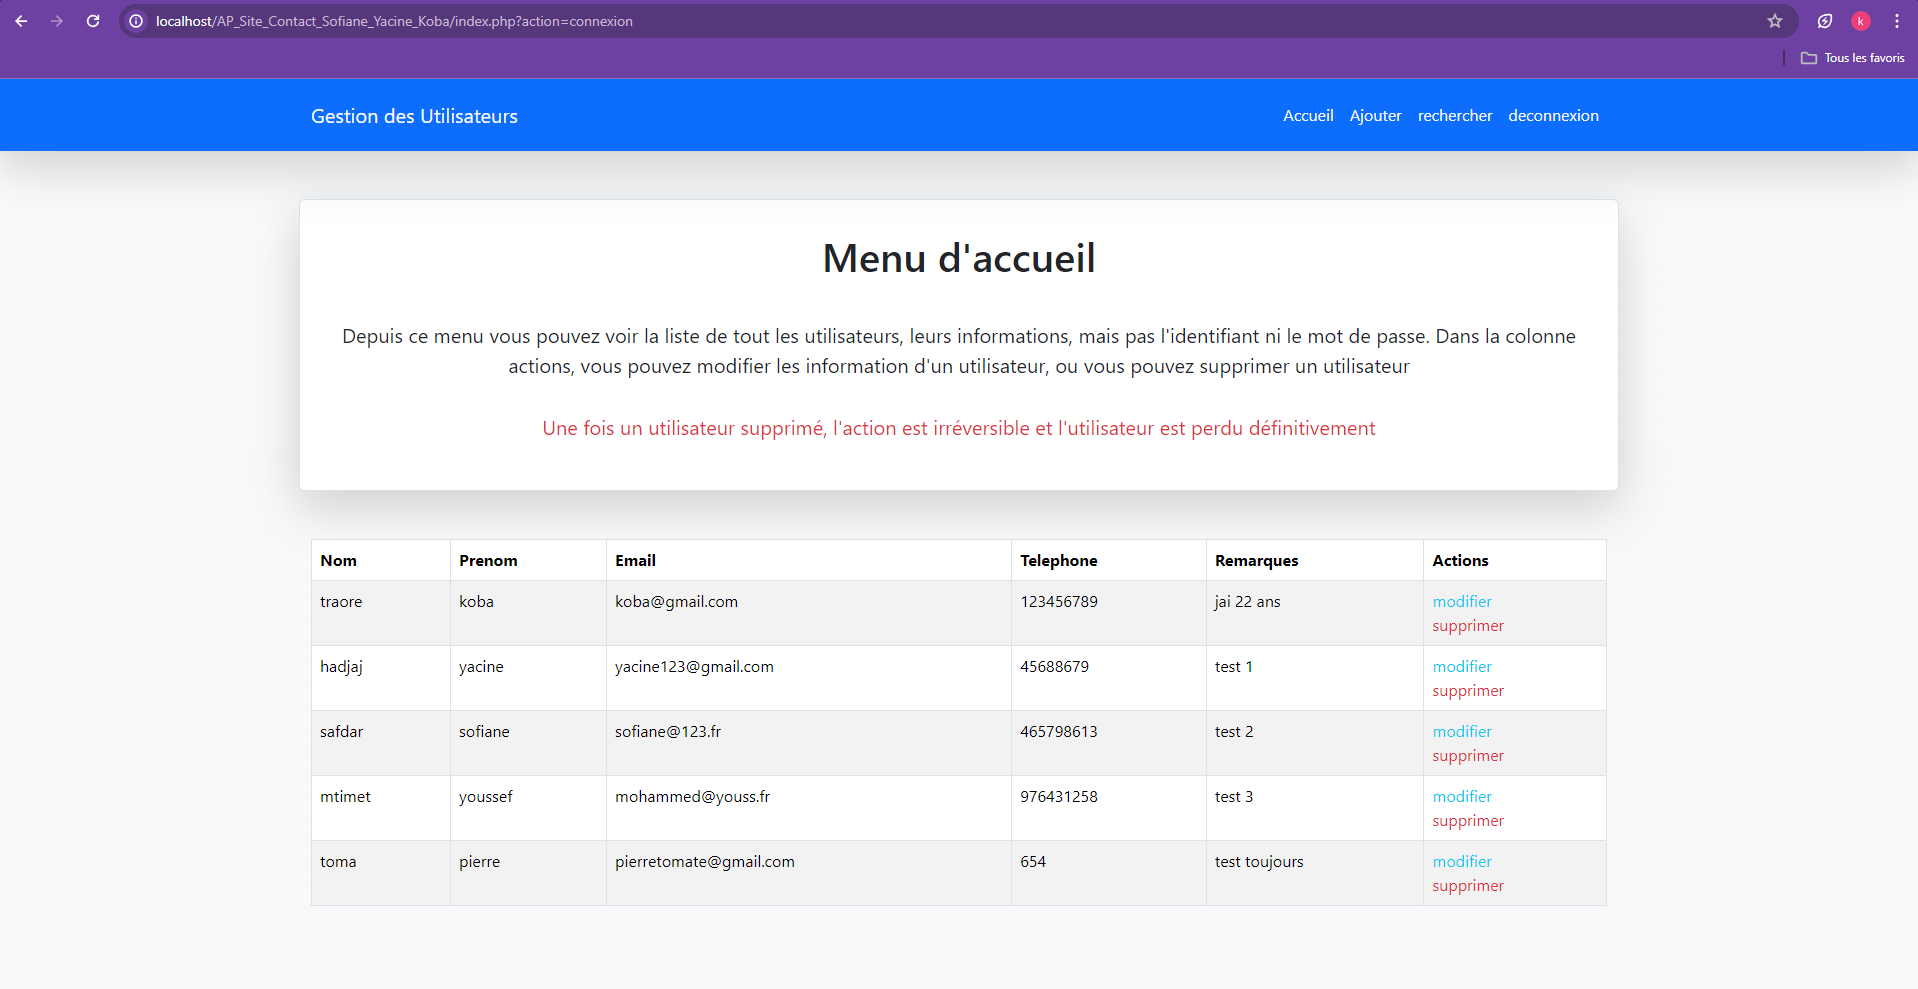 localhost/AP_Site_Contact_Sofiane_Yacine_Koba/index.php?action=connexion
k
Tous les favoris
Gestion des Utilisateurs Accueil Ajouter rechercher deconnexion
Menu d'accueil
Depuis ce menu vous pouvez voir la liste de tout les utilisateurs, leurs informations, mais pas l'identifiant ni le mot de passe. Dans la colonne
actions, vous pouvez modifier les information d'un utilisateur, ou vous pouvez supprimer un utilisateur
Une fois un utilisateur supprimé, l'action est irréversible et l'utilisateur est perdu définitivement
Nom Prenom Email Telephone Remarques Actions
traore koba koba@gmail.com 123456789 jai 22 ans modifier
supprimer
hadjaj yacine yacine123@gmail.com 45688679 test 1 modifier
supprimer
safdar sofiane sofiane@123.fr 465798613 test 2 modifier
supprimer
mtimet youssef mohammed@youss.fr 976431258 test 3 modifier
supprimer
toma pierre pierretomate@gmail.com 654 test toujours modifier
supprimer